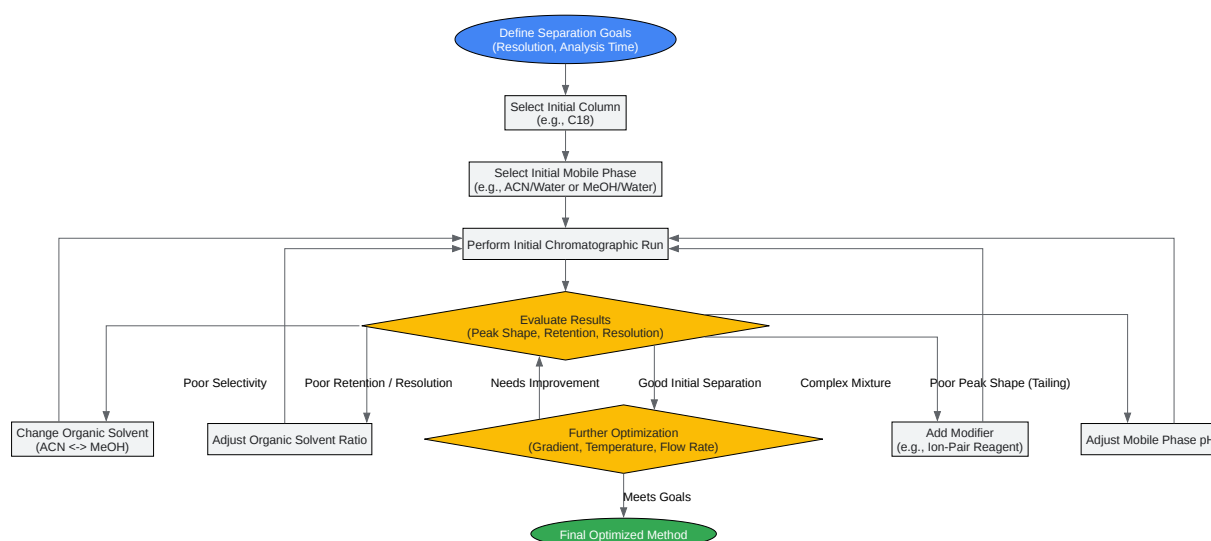 Define Separation Goals
(Resolution, Analysis Time)
Select Initial Column
(e.g., C18)
Select Initial Mobile Phase
(e.g., ACN/Water or MeOH/Water)
Perform Initial Chromatographic Run
Evaluate Results
(Peak Shape, Retention, Resolution)
Poor Selectivity
Poor Retention / Resolution
Needs Improvement
Good Initial Separation
Complex Mixture
Poor Peak Shape (Tailing)
Change Organic Solvent
(ACN <-> MeOH)
Adjust Organic Solvent Ratio
Further Optimization
(Gradient, Temperature, Flow Rate)
Add Modifier
(e.g., Ion-Pair Reagent)
Adjust Mobile Phase pH
Meets Goals
Final Optimized Method